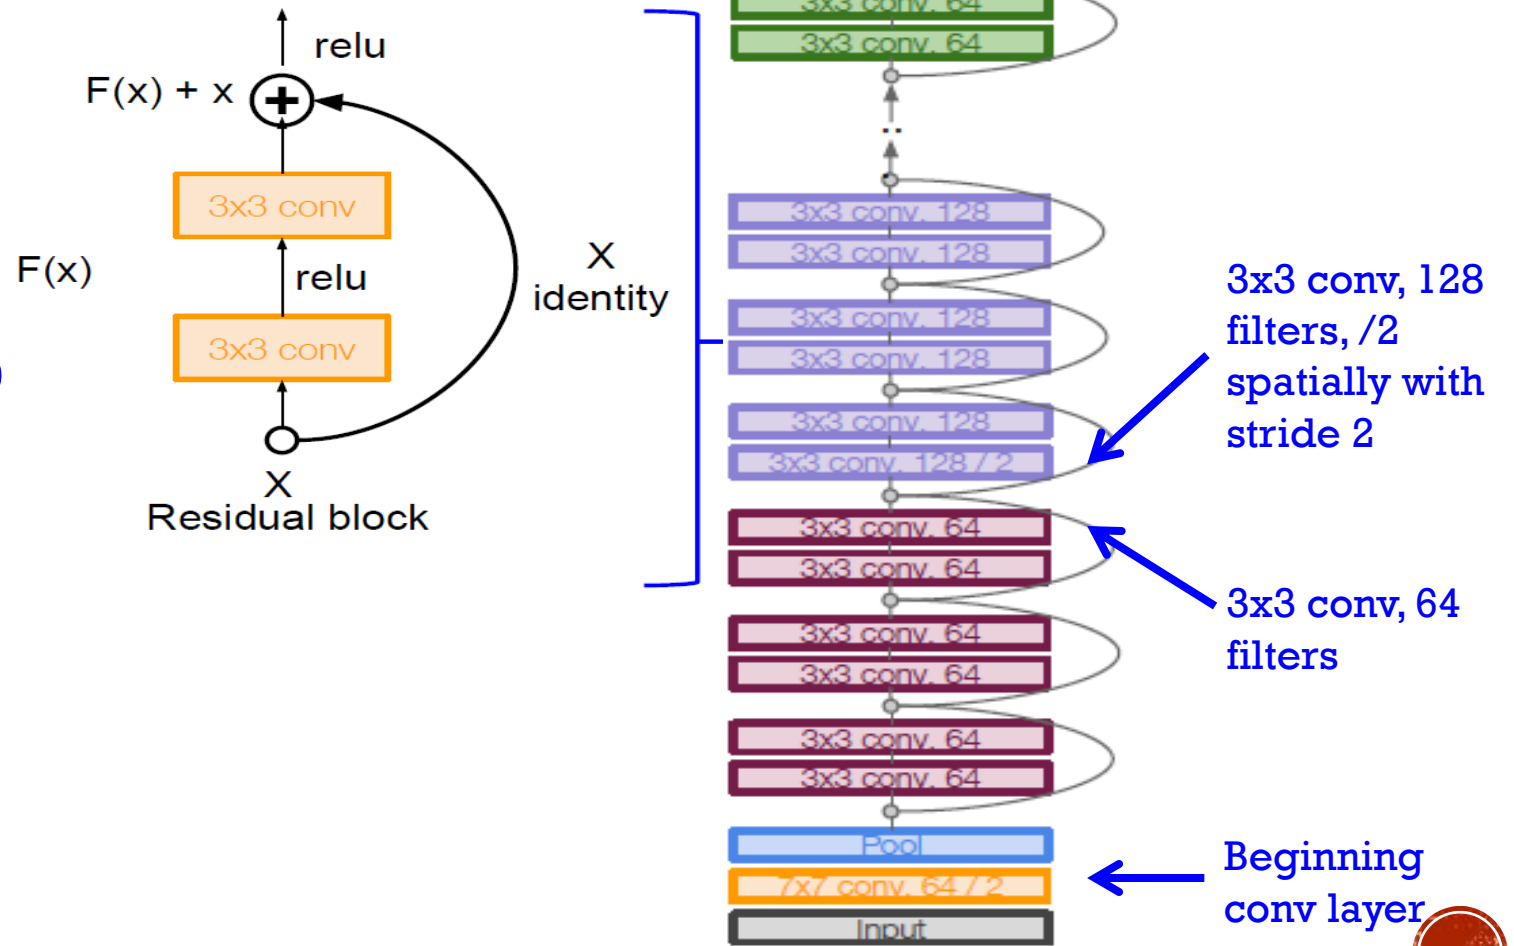 relu
F(x) + x
3x3 conv
F(x)
relu
3x3 conv
X
Residual block
X
identity
3x3 conv, 64
3x3 conv, 64
3x3 conv, 128
3x3 conv, 128
3x3 conv, 128
3x3 conv, 128
3x3 conv, 128
3x3 conv, 128 / 2
3x3 conv, 64
3x3 conv, 64
3x3 conv, 64
3x3 conv, 64
3x3 conv, 64
3x3 conv, 64
Pool
7x7 conv, 64 / 2
Input
3x3 conv, 128
filters, /2
spatially with
stride 2
3x3 conv, 64
filters
Beginning
conv layer